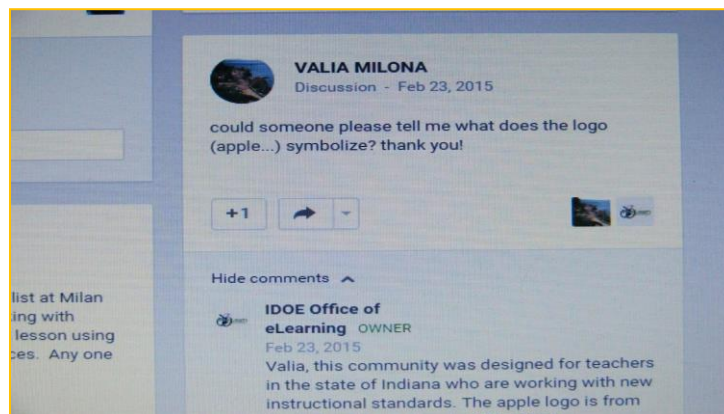 VALIA MILONA
Discussion - Feb 23, 2015
could someone please tell me what does the logo
(apple...) symbolize? thank you!
+1
Hide comments
list at Milan
ing with
lesson using
ces. Any one
IDOE Office of
eLearning OWNER
Feb 23, 2015
Valia, this community was designed for teachers
in the state of Indiana who are working with new
instructional standards. The apple logo is from